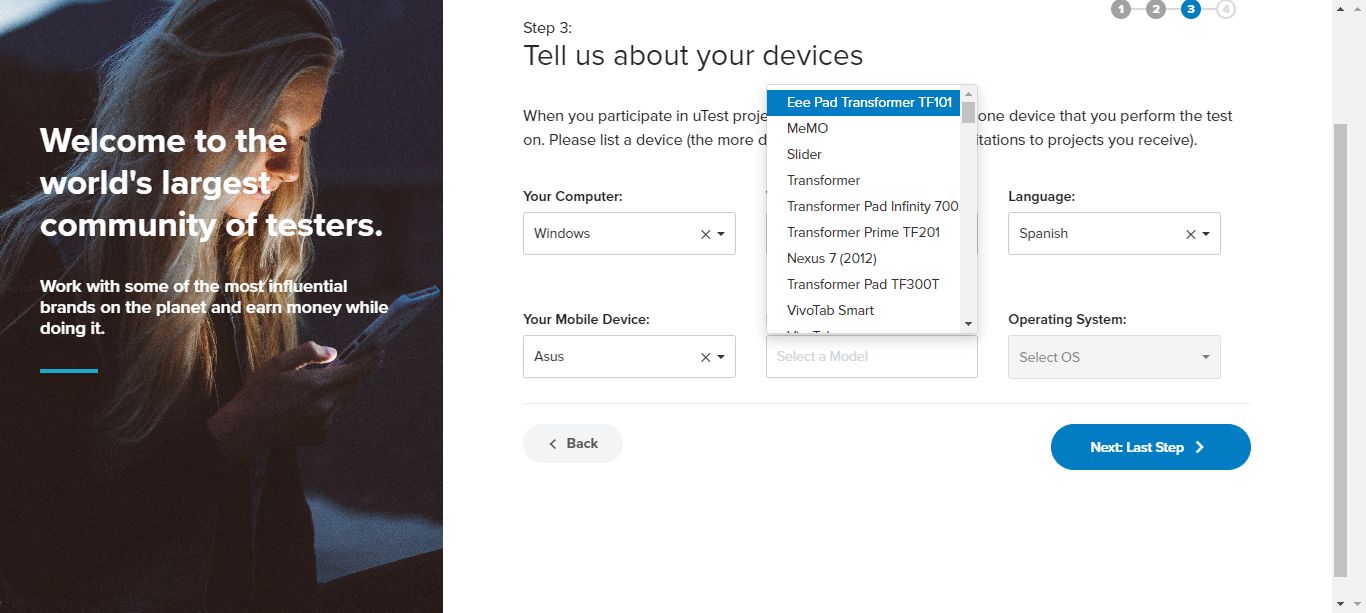 1 2 3 4
Step 3:
Tell us about your devices
Welcome to the
world's largest
community of testers.
Work with some of the most influential
brands on the planet and earn money while
doing it.
When you participate in uTest proje one device that you perform the test
on. Please list a device (the more d itations to projects you receive).
Eee Pad Transformer TF101
MeMO
Slider
Transformer
Transformer Pad Infinity 700
Transformer Prime TF201
Nexus 7 (2012)
Transformer Pad TF300T
VivoTab Smart
Your Computer:
Windows
Language:
Spanish
Your Mobile Device:
Asus
Select a Model
Operating System:
Select OS
Back
Next: Last Step